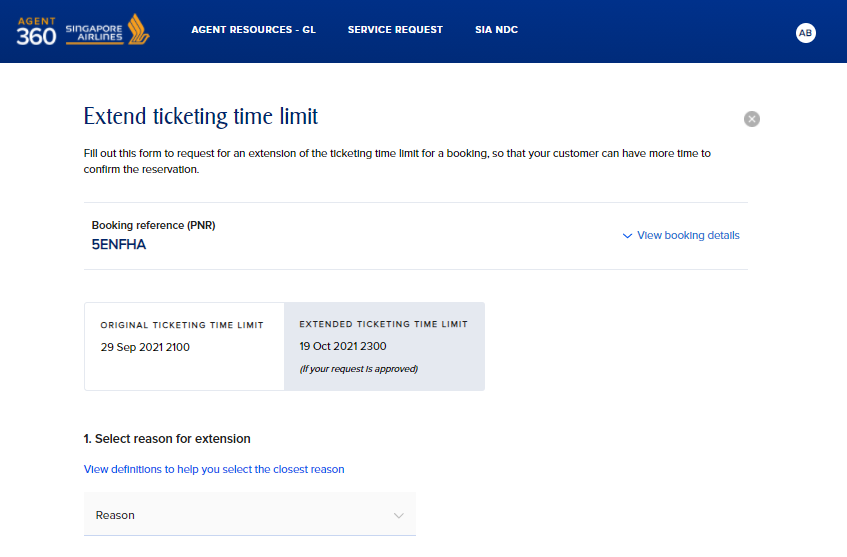 AGENT
360
SINGAPORE
AIRLINES
AGENT RESOURCES - GL
SERVICE REQUEST
SIA NDC
AB
Extend ticketing time limit
Fill out this form to request for an extension of the ticketing time limit for a booking, so that your customer can have more time to
confirm the reservation.
Booking reference (PNR)
5ENFHA
View booking details
ORIGINAL TICKETING TIME LIMIT
29 Sep 2021 2100
EXTENDED TICKETING TIME LIMIT
19 Oct 2021 2300
(If your request is approved)
1. Select reason for extension
View definitions to help you select the closest reason
Reason